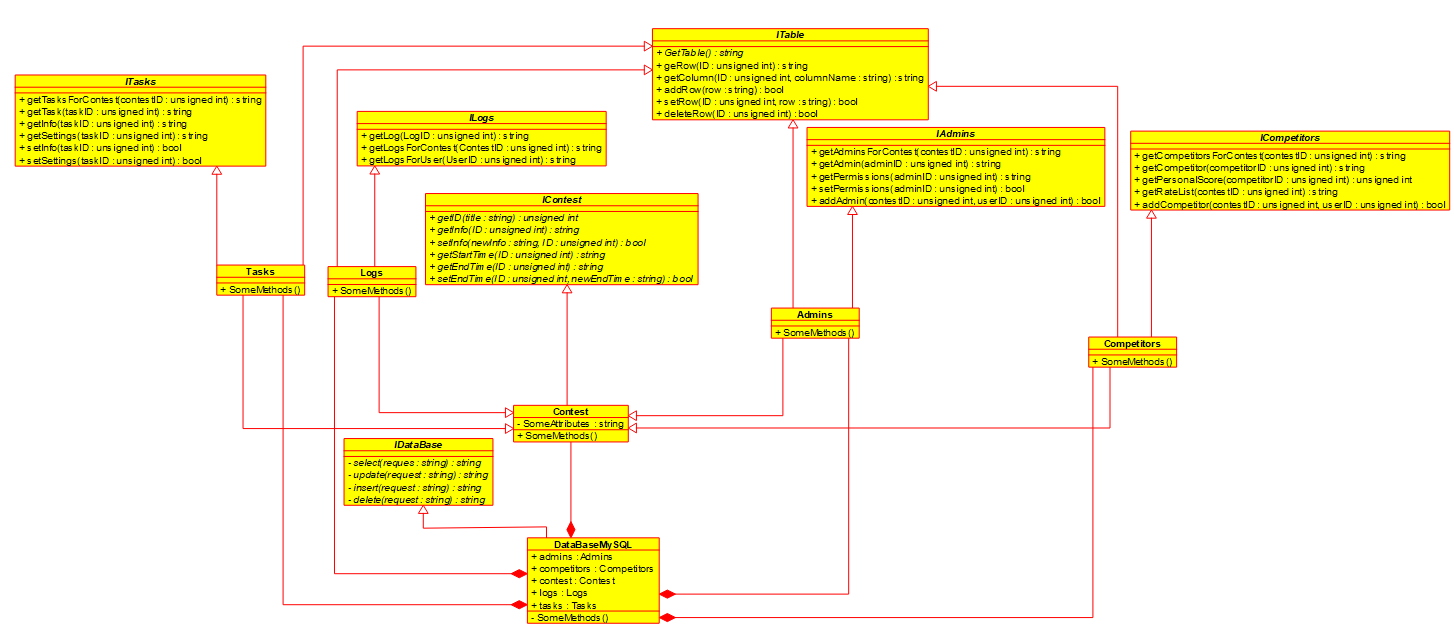 ITable
+ GetTable() : string
+ geRow(ID : unsigned int) : string
+ getColumn(ID : unsigned int, columnName : string) : string
+ addRow(row : string) : bool
+ setRow(ID : unsigned int, row : string) : bool
+ deleteRow(ID : unsigned int) : bool
ITasks
+ getTasksForContest(contestID : unsigned int) : string
+ getTask(taskID : unsigned int) : string
+ getInfo(taskID : unsigned int) : string
+ getSettings(taskID : unsigned int) : string
+ setInfo(taskID : unsigned int) : bool
+ setSettings(taskID : unsigned int) : bool
ILogs
+ getLog(LogID : unsigned int) : string
+ getLogsForContest(ContestID : unsigned int) : string
+ getLogsForUser(UserID : unsigned int) : string
IAdmins
+ getAdminsForContest(contestID : unsigned int) : string
+ getAdmin(adminID : unsigned int) : string
+ getPermissions(adminID : unsigned int) : string
+ setPermissions(adminID : unsigned int) : bool
+ addAdmin(contestID : unsigned int, userID : unsigned int) : bool
ICompetitors
+ getCompetitorsForContest(contestID : unsigned int) : string
+ getCompetitor(competitorID : unsigned int) : string
+ getPersonalScore(competitorID : unsigned int) : unsigned int
+ getRateList(contestID : unsigned int) : string
+ addCompetitor(contestID : unsigned int, userID : unsigned int) : bool
IContest
+ getID(title : string) : unsigned int
+ getInfo(ID : unsigned int) : string
+ setInfo(newInfo : string, ID : unsigned int) : bool
+ getStartTime(ID : unsigned int) : string
+ getEndTime(ID : unsigned int) : string
+ setEndTime(ID : unsigned int, newEndTime : string) : bool
Tasks
+ SomeMethods()
Logs
+ SomeMethods()
Admins
+ SomeMethods()
Competitors
+ SomeMethods()
Contest
- SomeAttributes : string
+ SomeMethods()
IDataBase
- select(reques : string) : string
- update(request : string) : string
- insert(request : string) : string
- delete(request : string) : string
DataBaseMySQL
+ admins : Admins
+ competitors : Competitors
+ contest : Contest
+ logs : Logs
+ tasks : Tasks
- SomeMethods()